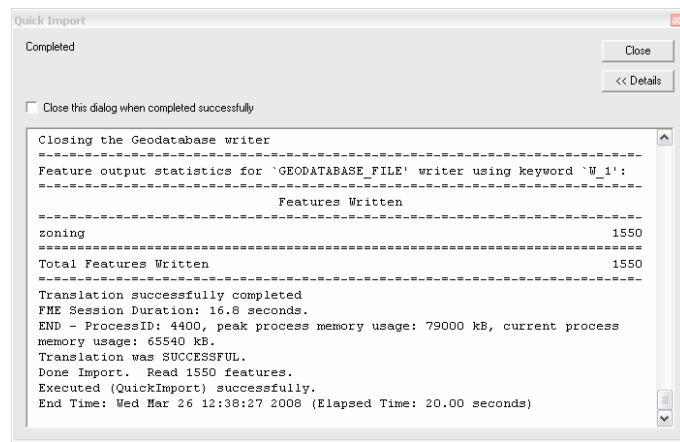 Quick Import
Completed
Close
<< Details
Close this dialog when completed successfully
Closing the Geodatabase writer
=-=-=-=-=-=-=-=-=-=-=-=-=-=-=-=-=-=-=-=-=-=-=-=-=-=-=-=-=-=-=-=-=-=-=-=-=-=-
Feature output statistics for `GEODATABASE_FILE' writer using keyword `W_1':
=-=-=-=-=-=-=-=-=-=-=-=-=-=-=-=-=-=-=-=-=-=-=-=-=-=-=-=-=-=-=-=-=-=-=-=-=-=-
Features Written
=-=-=-=-=-=-=-=-=-=-=-=-=-=-=-=-=-=-=-=-=-=-=-=-=-=-=-=-=-=-=-=-=-=-=-=-=-=-
zoning 1550
==============================================================================
Total Features Written 1550
=-=-=-=-=-=-=-=-=-=-=-=-=-=-=-=-=-=-=-=-=-=-=-=-=-=-=-=-=-=-=-=-=-=-=-=-=-=-
Translation successfully completed
FME Session Duration: 16.8 seconds.
END - ProcessID: 4400, peak process memory usage: 79000 kB, current process
memory usage: 65540 kB.
Translation was SUCCESSFUL.
Done Import.  Read 1550 features.
Executed (QuickImport) successfully.
End Time: Wed Mar 26 12:38:27 2008 (Elapsed Time: 20.00 seconds)